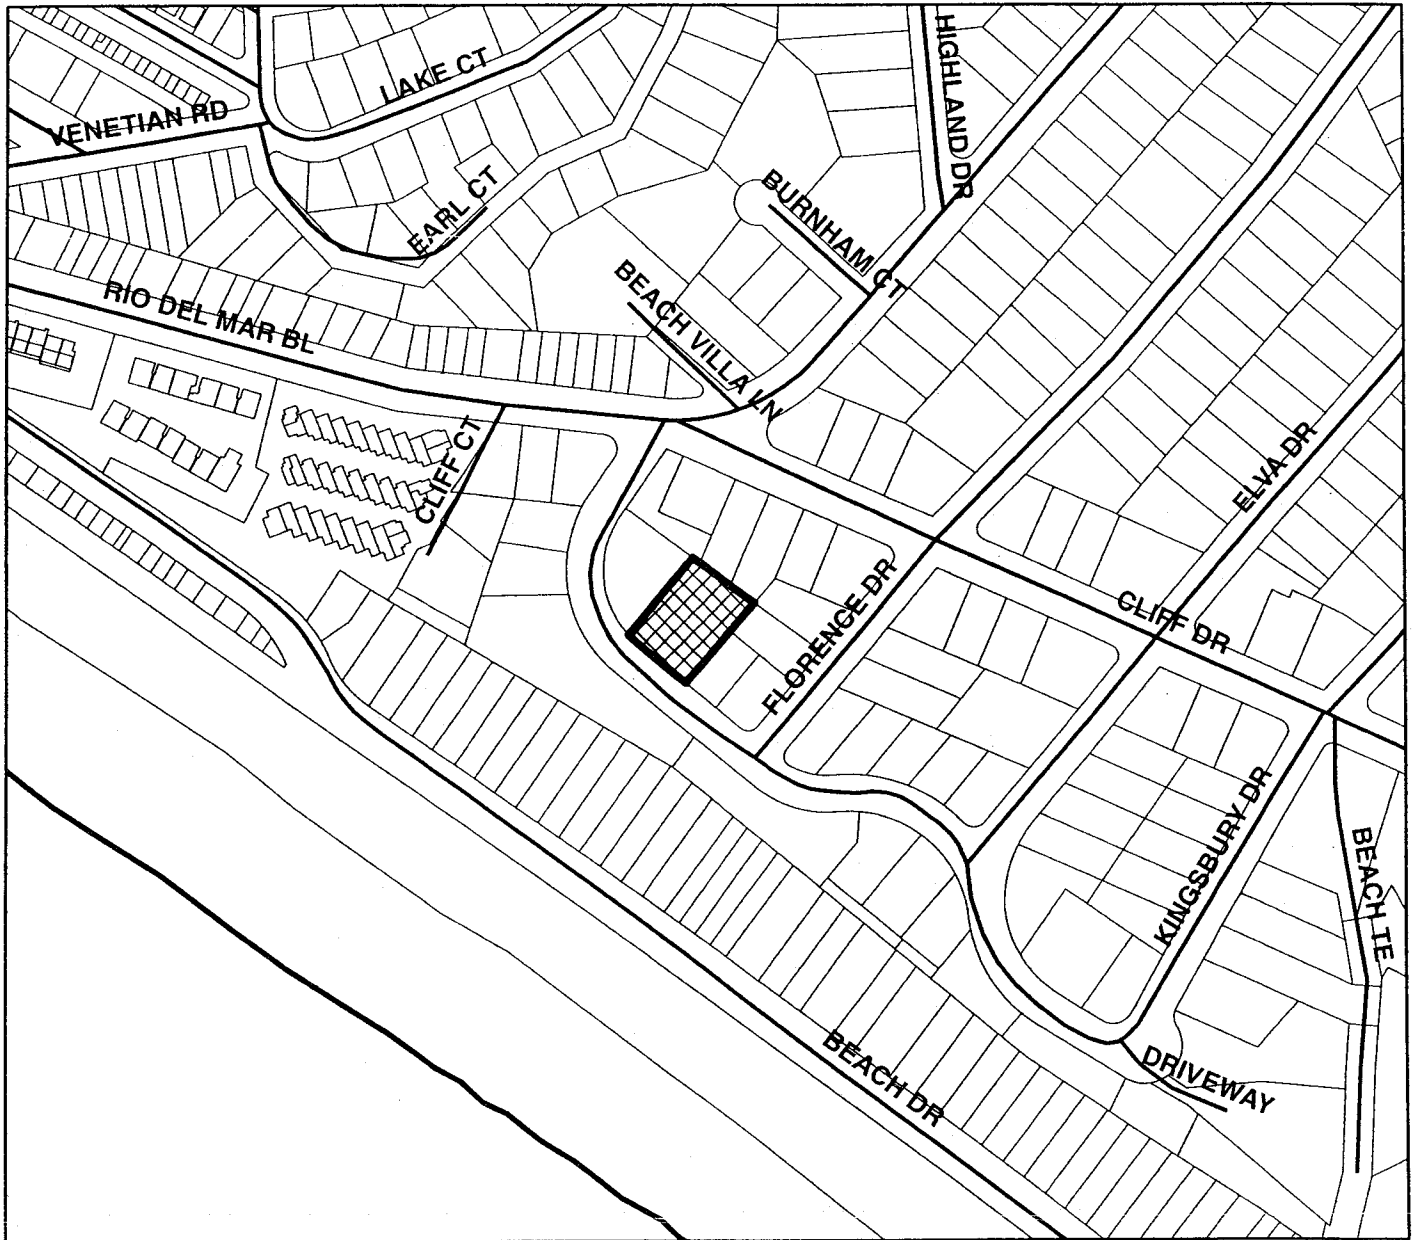 HIGHLAND DR
LAKE CT
VENETIAN RD
EARL CT
BURNHAM CT
BEACH VILLA LN
RIO DEL MAR BL
CLIFF CT
ELVA DR
FLORENCE DR
CLIFF DR
KINGSBURY DR
BEACH TE
BEACH DR
DRIVEWAY